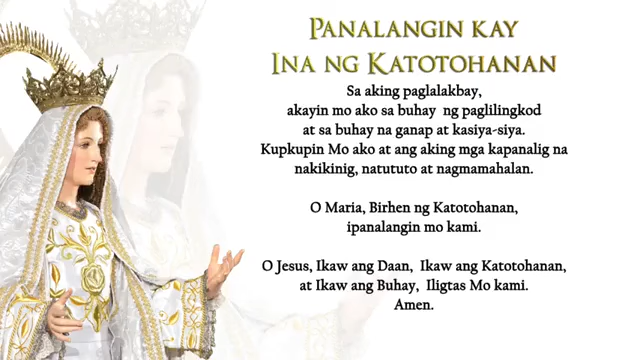 PANALANGIN KAY
INA NG KATOTOHANAN
Sa aking paglalakbay,
akayin mo ako sa buhay ng paglilingkod
at sa buhay na ganap at kasiya-siya.
Kupkupin Mo ako at ang aking mga kapanalig na
nakikinig, natututo at nagmamahalan.
O Maria, Birhen ng Katotohanan,
ipanalangin mo kami.
O Jesus, Ikaw ang Daan, Ikaw ang Katotohanan,
at Ikaw ang Buhay, Iligtas Mo kami.
Amen.